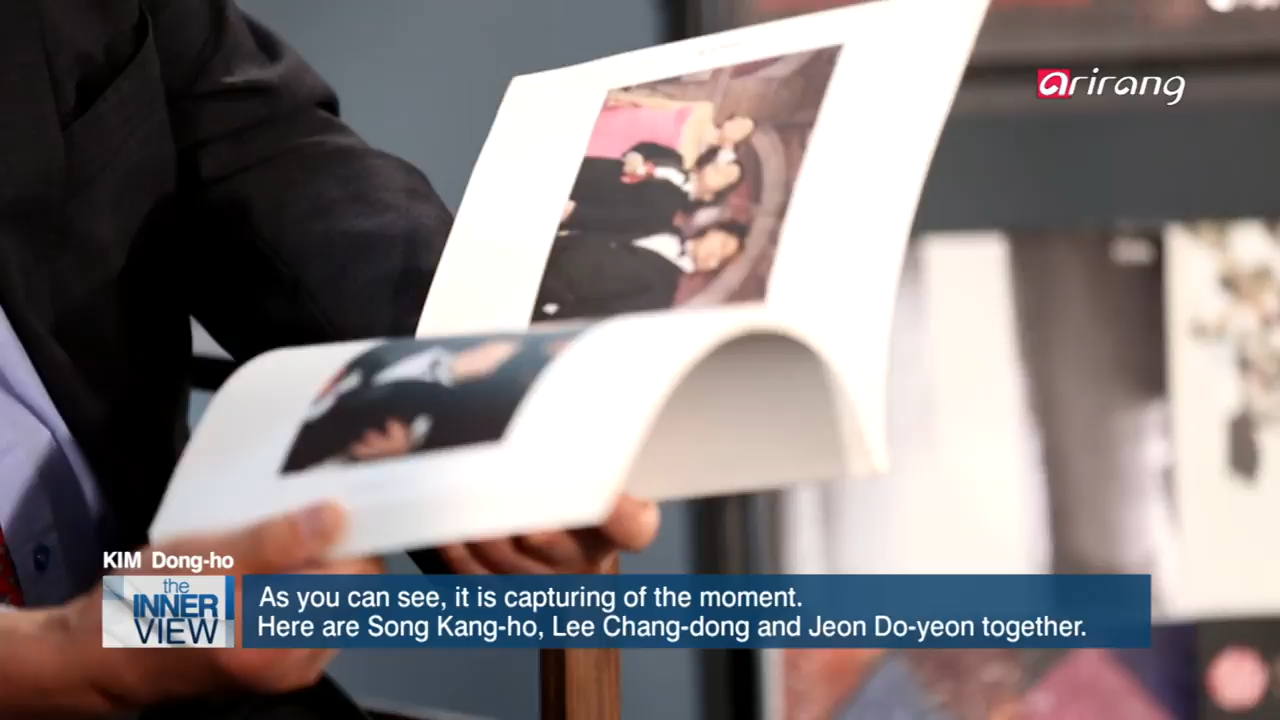 arirang
KIM Dong-ho
the
INNER
VIEW
As you can see, it is capturing of the moment.
Here are Song Kang-ho, Lee Chang-dong and Jeon Do-yeon together.